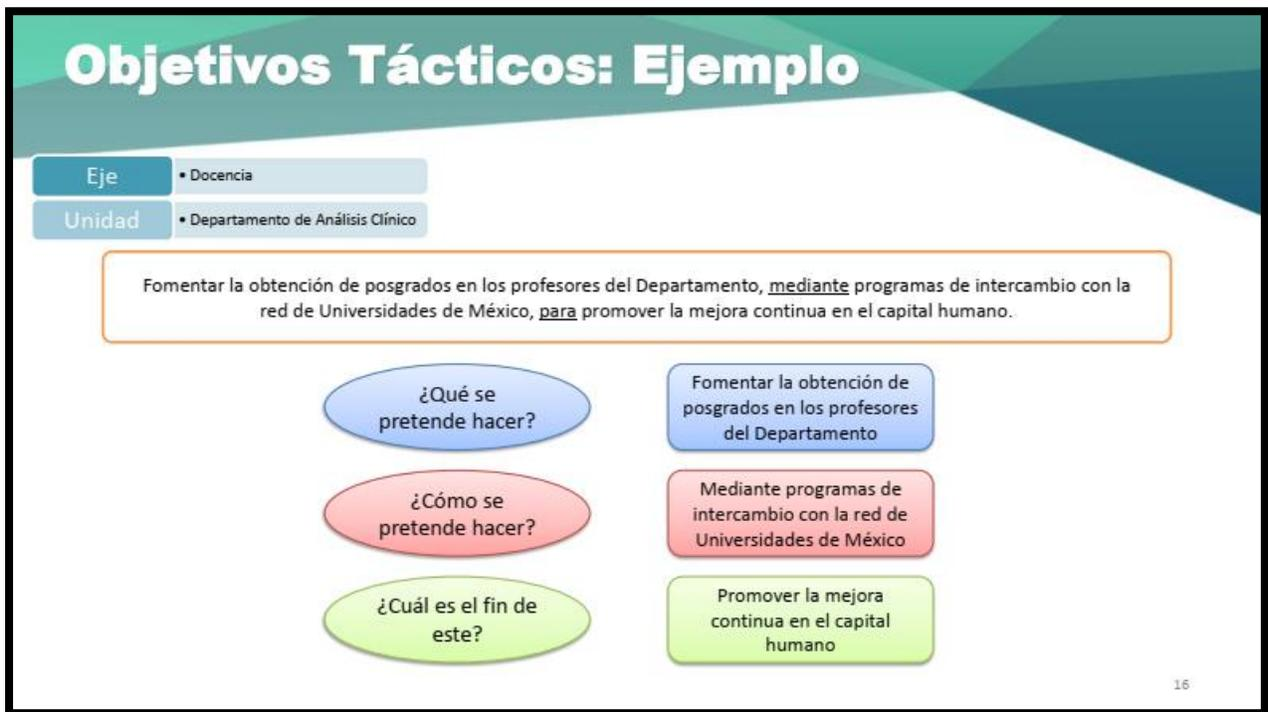 Objetivos Tácticos: Ejemplo
Eje
• Docencia
Unidad
• Departamento de Análisis Clínico
Fomentar la obtención de posgrados en los profesores del Departamento, mediante programas de intercambio con la
red de Universidades de México, para promover la mejora continua en el capital humano.
¿Qué se
pretende hacer?
Fomentar la obtención de
posgrados en los profesores
del Departamento
¿Cómo se
pretende hacer?
Mediante programas de
intercambio con la red de
Universidades de México
¿Cuál es el fin de
este?
Promover la mejora
continua en el capital
humano
16